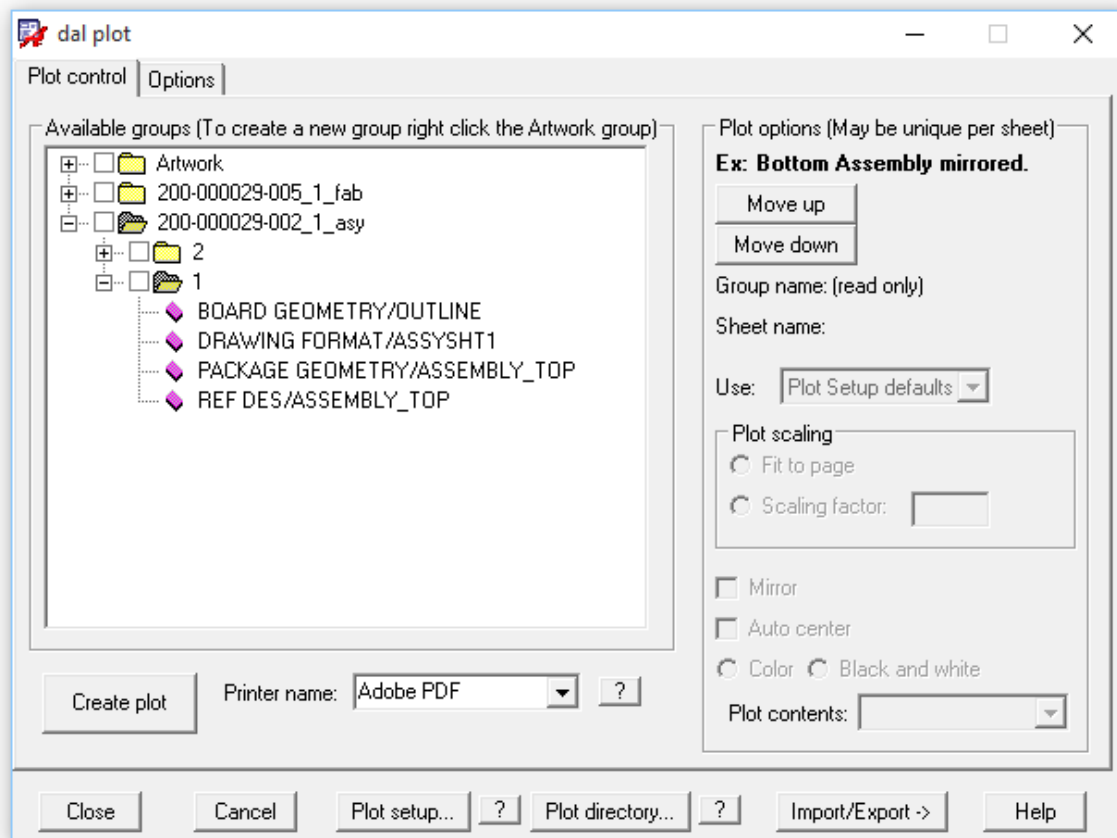 dal plot
Plot control
Options
Available groups (To create a new group right click the Artwork group)
Artwork
200-000029-005_1_fab
200-000029-002_1_asy
2
1
BOARD GEOMETRY/OUTLINE
DRAWING FORMAT/ASSYSHT1
PACKAGE GEOMETRY/ASSEMBLY_TOP
REF DES/ASSEMBLY_TOP
Create plot
Printer name:
Adobe PDF
?
Plot options (May be unique per sheet)
Ex: Bottom Assembly mirrored.
Move up
Move down
Group name: (read only)
Sheet name:
Use:
Plot Setup defaults
Plot scaling
Fit to page
Scaling factor:
Mirror
Auto center
Color
Black and white
Plot contents:
Close
Cancel
Plot setup...
?
Plot directory...
?
Import/Export ->
Help